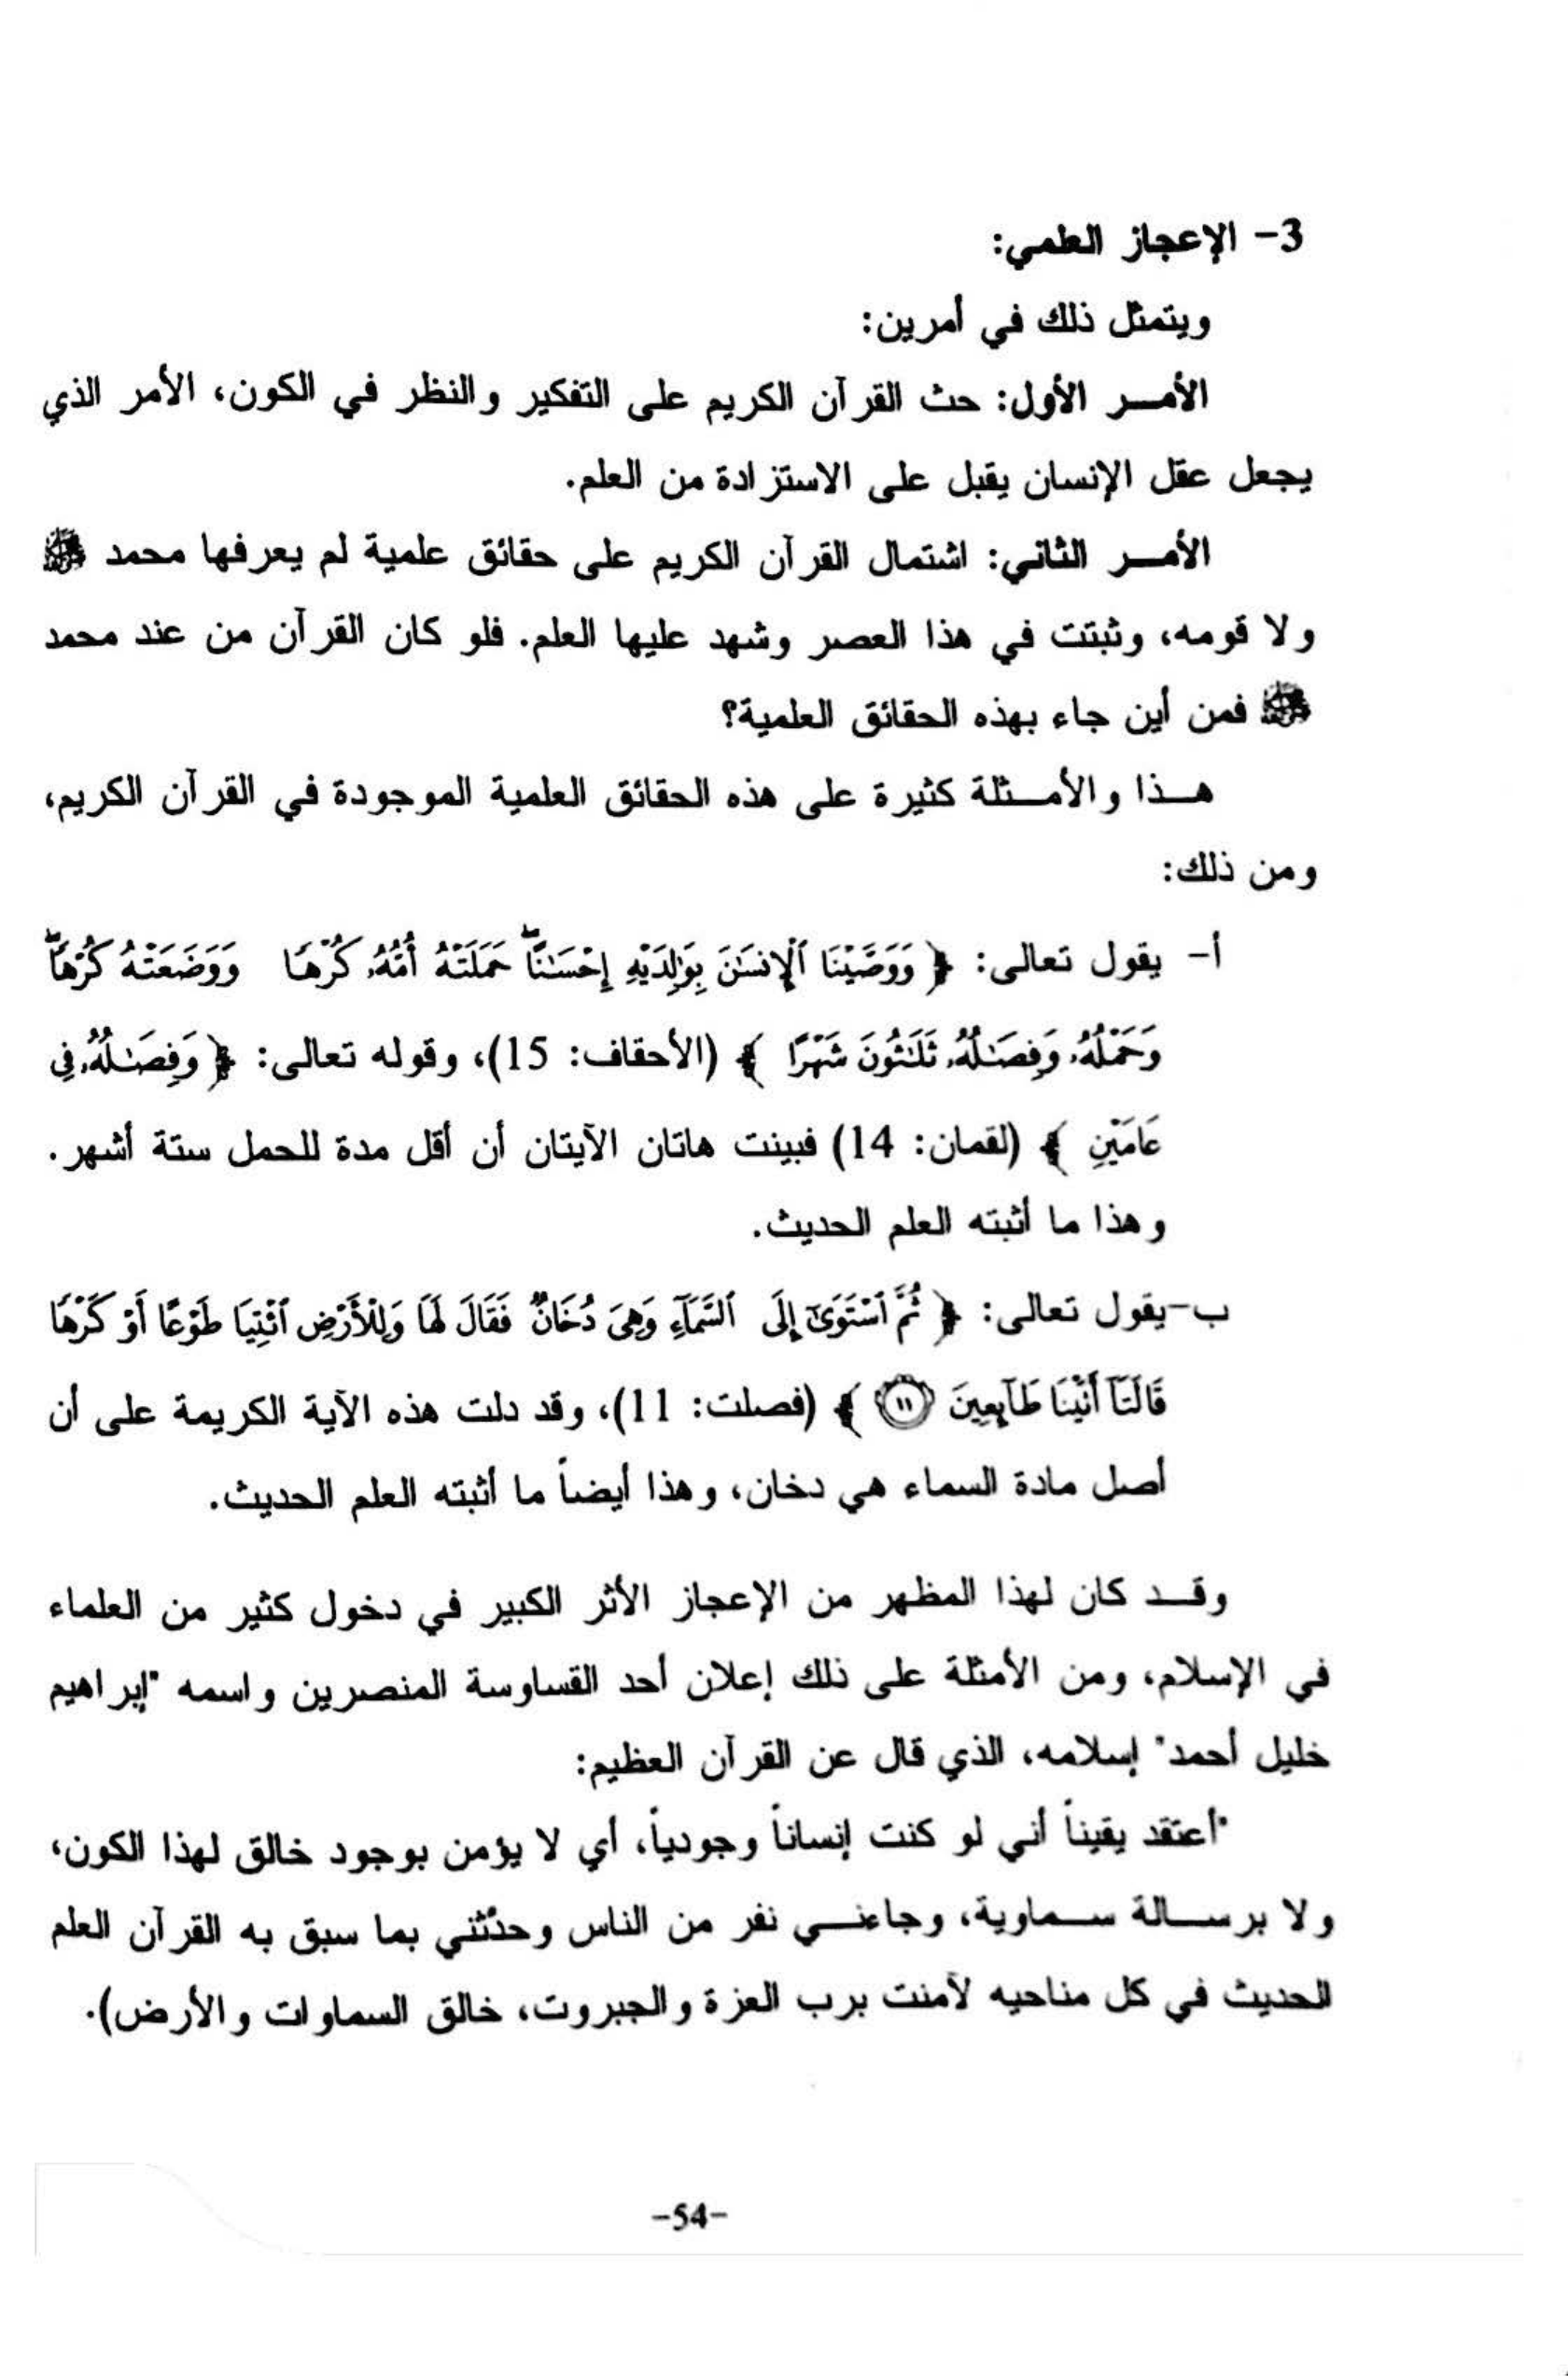 3- الإعجاز العلمي:
ويتمثل ذلك في أمرين:
الأمــر الأول: حث القرآن الكريم على التفكير والنظر في الكون، الأمر الذي
يجعل عقل الإنسان يقبل على الاستزادة من العلم.
الأمــر الثاني: اشتمال القرآن الكريم على حقائق علمية لم يعرفها محمد ﷺ
ولا قومه، وثبتت في هذا العصر وشهد عليها العلم. فلو كان القرآن من عند محمد
ﷺ فمن أين جاء بهذه الحقائق العلمية؟
هــذا والأمــثلة كثيرة على هذه الحقائق العلمية الموجودة في القرآن الكريم،
ومن ذلك:
أ- يقول تعالى: ﴿ وَوَصَّيْنَا ٱلْإِنسَٰنَ بِوَٰلِدَيْهِ إِحْسَٰنًا ۖ حَمَلَتْهُ أُمُّهُۥ كُرْهًا وَوَضَعَتْهُ كُرْهًا ۖ
وَحَمْلُهُۥ وَفِصَٰلُهُۥ ثَلَٰثُونَ شَهْرًا ﴾ (الأحقاف: 15)، وقوله تعالى: ﴿ وَفِصَٰلُهُۥ فِى
عَامَيْنِ ﴾ (لقمان: 14) فبينت هاتان الآيتان أن أقل مدة للحمل ستة أشهر.
وهذا ما أثبته العلم الحديث.
ب-يقول تعالى: ﴿ ثُمَّ ٱسْتَوَىٰٓ إِلَى ٱلسَّمَآءِ وَهِىَ دُخَانٌ فَقَالَ لَهَا وَلِلْأَرْضِ ٱئْتِيَا طَوْعًا أَوْ كَرْهًا
قَالَتَآ أَتَيْنَا طَآئِعِينَ ١١ ﴾ (فصلت: 11)، وقد دلت هذه الآية الكريمة على أن
أصل مادة السماء هي دخان، وهذا أيضاً ما أثبته العلم الحديث.
وقــد كان لهذا المظهر من الإعجاز الأثر الكبير في دخول كثير من العلماء
في الإسلام، ومن الأمثلة على ذلك إعلان أحد القساوسة المنصرين واسمه "إبراهيم
خليل أحمد" إسلامه، الذي قال عن القرآن العظيم:
"أعتقد يقيناً أني لو كنت إنساناً وجودياً، أي لا يؤمن بوجود خالق لهذا الكون،
ولا برســالة ســماوية، وجاءنــي نفر من الناس وحدّثني بما سبق به القرآن العلم
الحديث في كل مناحيه لآمنت برب العزة والجبروت، خالق السماوات والأرض).
-54-